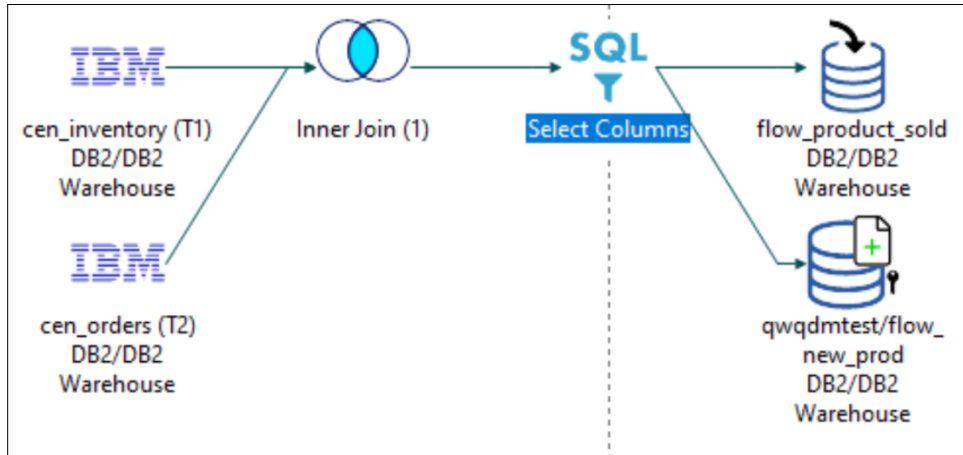 IBM
cen_inventory (T1)
DB2/DB2
Warehouse
Inner Join (1)
SQL
Select Columns
flow_product_sold
DB2/DB2
Warehouse
IBM
cen_orders (T2)
DB2/DB2
Warehouse
qwqdmtest/flow_
new_prod
DB2/DB2
Warehouse